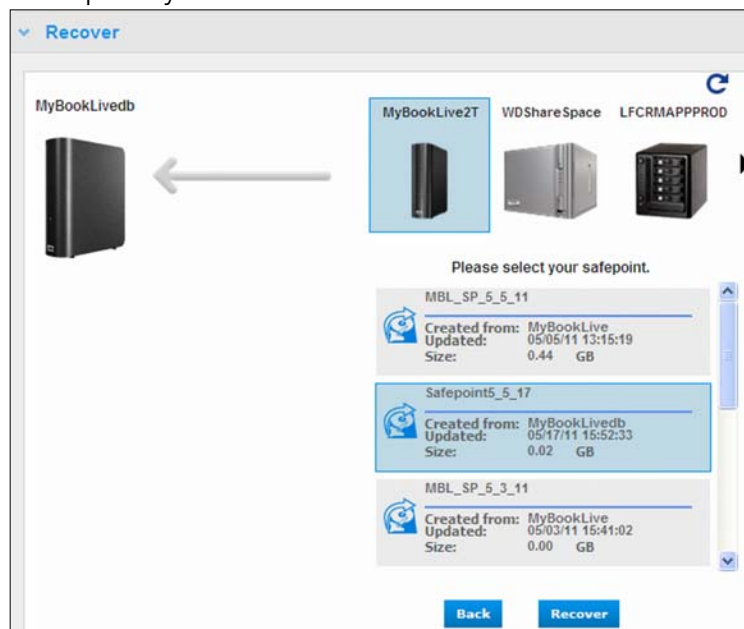 Recover
MyBookLivedb
MyBookLive2T WDShareSpace LFCRMAPPPROD
Please select your safepoint.
MBL_SP_5_5_11
Created from: MyBookLive
Updated: 05/05/11 13:15:19
Size: 0.44 GB
Safepoint5_5_17
Created from: MyBookLivedb
Updated: 05/17/11 15:52:33
Size: 0.02 GB
MBL_SP_5_3_11
Created from: MyBookLive
Updated: 05/03/11 15:41:02
Size: 0.00 GB
Back Recover